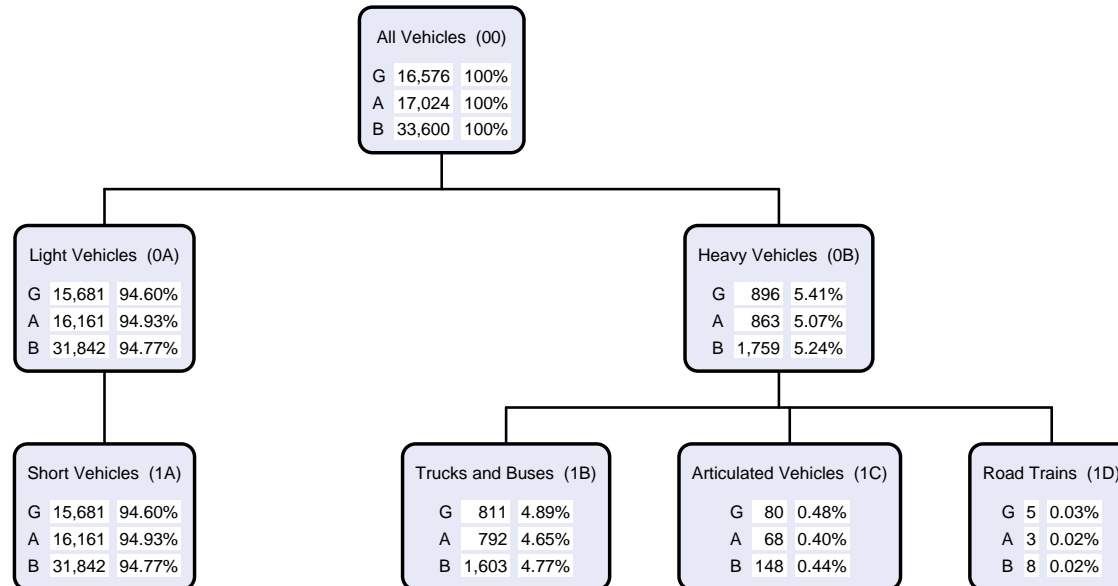 All Vehicles (00)
G 16,576 100%
A 17,024 100%
B 33,600 100%
Light Vehicles (0A)
G 15,681 94.60%
A 16,161 94.93%
B 31,842 94.77%
Heavy Vehicles (0B)
G 896 5.41%
A 863 5.07%
B 1,759 5.24%
Short Vehicles (1A)
G 15,681 94.60%
A 16,161 94.93%
B 31,842 94.77%
Trucks and Buses (1B)
G 811 4.89%
A 792 4.65%
B 1,603 4.77%
Articulated Vehicles (1C)
G 80 0.48%
A 68 0.40%
B 148 0.44%
Road Trains (1D)
G 5 0.03%
A 3 0.02%
B 8 0.02%